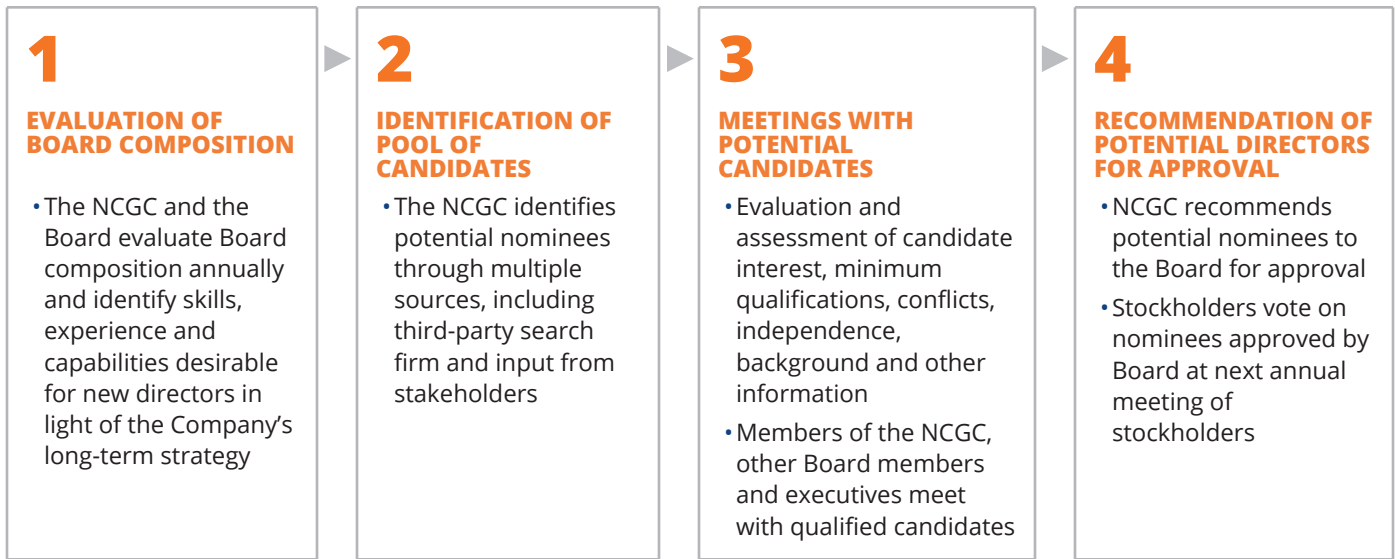 1
EVALUATION OF
BOARD COMPOSITION
•The NCGC and the
Board evaluate Board
composition annually
and identify skills,
experience and
capabilities desirable
for new directors in
light of the Company’s
long-term strategy
2
IDENTIFICATION OF
POOL OF
CANDIDATES
•The NCGC identifies
potential nominees
through multiple
sources, including
third-party search
firm and input from
stakeholders
3
MEETINGS WITH
POTENTIAL
CANDIDATES
•Evaluation and
assessment of candidate
interest, minimum
qualifications, conflicts,
independence,
background and other
information
•Members of the NCGC,
other Board members
and executives meet
with qualified candidates
4
RECOMMENDATION OF
POTENTIAL DIRECTORS
FOR APPROVAL
•NCGC recommends
potential nominees to
the Board for approval
•Stockholders vote on
nominees approved by
Board at next annual
meeting of
stockholders